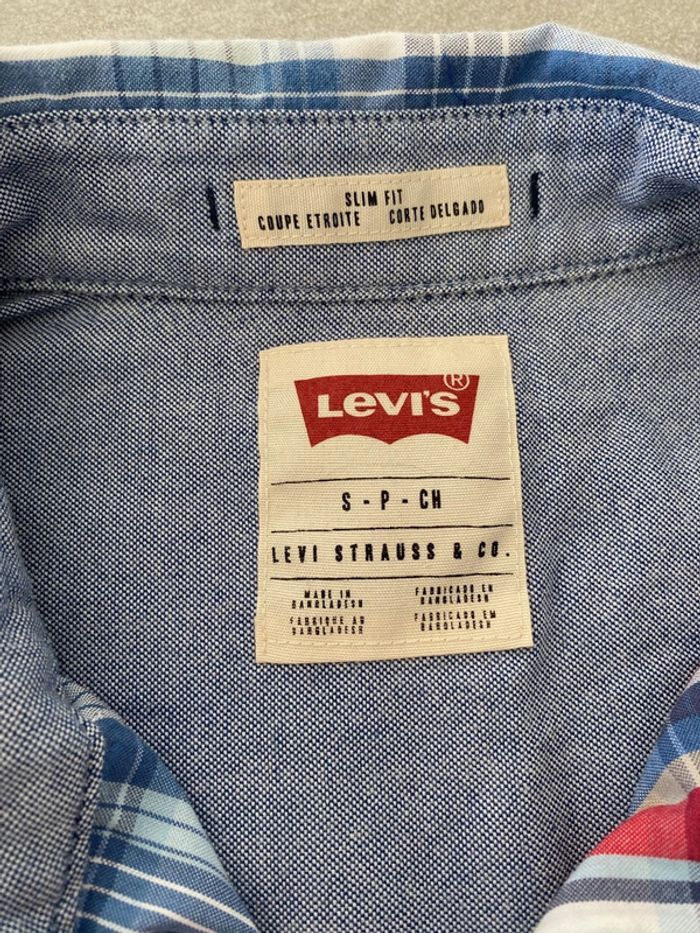 SLIM FIT
COUPE ETROITE CORTE DELGADO
LEVI'S®
S - P - CH
LEVI STRAUSS & CO.
MADE IN
BANGLADESH
FABRIQUE AU
BANGLADESH
FABRICADO EN
BANGLADESH
FABRICADO EM
BANGLADESH